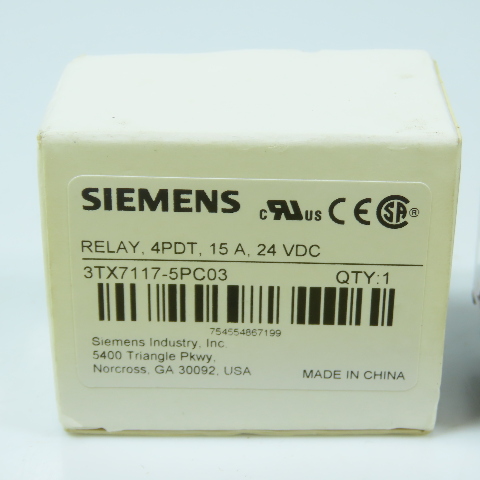 SIEMENS c UL us CE SA ®
RELAY, 4PDT, 15 A, 24 VDC
3TX7117-5PC03 QTY:1
754554867199
Siemens Industry, Inc.
5400 Triangle Pkwy,
Norcross, GA 30092, USA
MADE IN CHINA